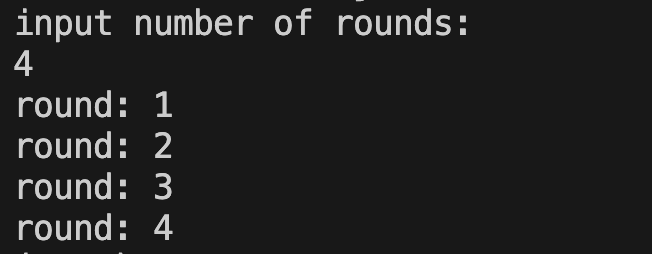 input number of rounds:
4
round: 1
round: 2
round: 3
round: 4